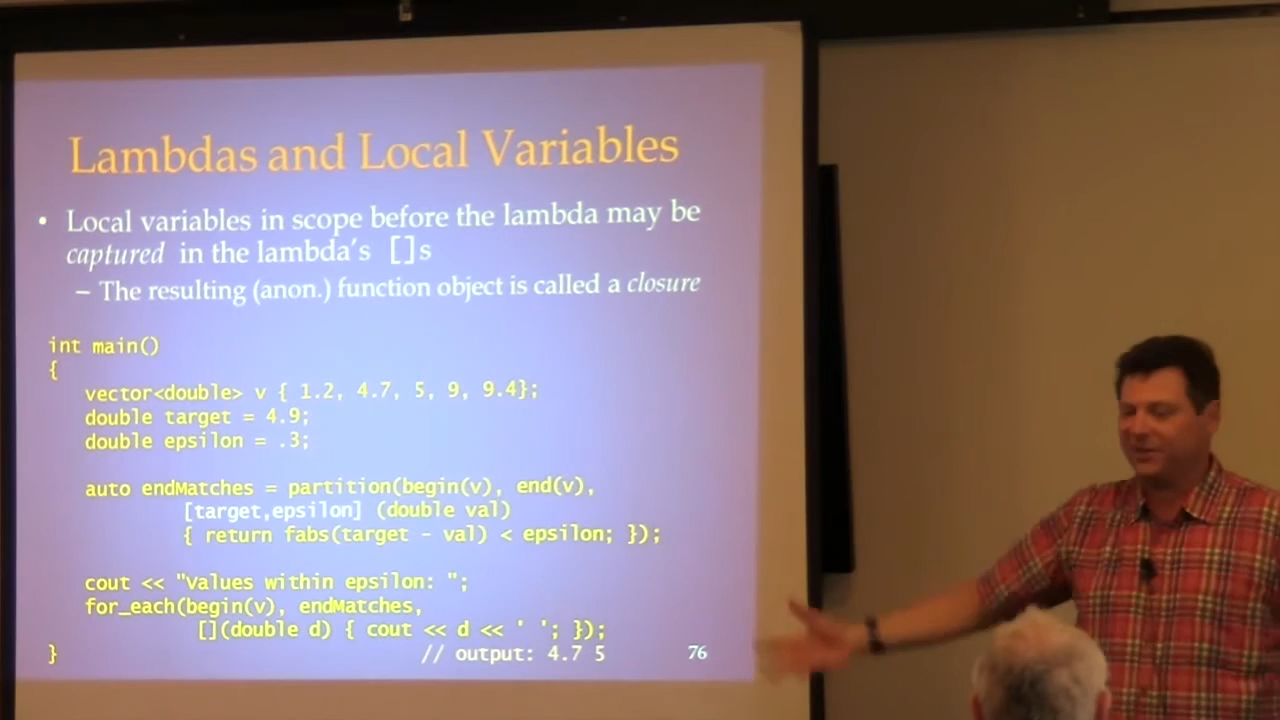 Lambdas and Local Variables
• Local variables in scope before the lambda may be
captured in the lambda's []s
– The resulting (anon.) function object is called a closure
int main()
{
vector<double> v { 1.2, 4.7, 5, 9, 9.4};
double target = 4.9;
double epsilon = .3;
auto endMatches = partition(begin(v), end(v),
[target,epsilon] (double val)
{ return fabs(target - val) < epsilon; });
cout << "Values within epsilon: ";
for_each(begin(v), endMatches,
[](double d) { cout << d << ' '; });
// output: 4.7 5
}
76